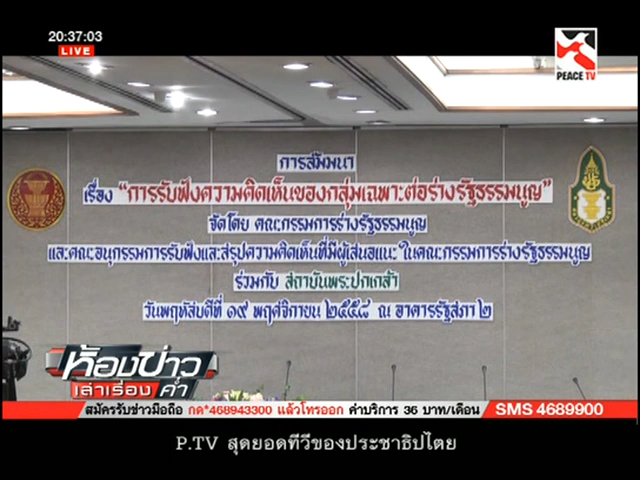 20:37:03
LIVE
PEACE TV
การสัมมนา
เรื่อง "การรับฟังความคิดเห็นของกลุ่มเฉพาะต่อร่างรัฐธรรมนูญ"
จัดโดย คณะกรรมการร่างรัฐธรรมนูญ
และคณะอนุกรรมการรับฟังและสรุปความคิดเห็นที่มีผู้เสนอแนะ ในคณะกรรมการร่างรัฐธรรมนูญ
ร่วมกับ สถาบันพระปกเกล้า
วันพฤหัสบดีที่ ๑๙ พฤศจิกายน ๒๕๕๘ ณ อาคารรัฐสภา ๒
ห้องข่าว
เล่าเรื่อง ค่ำ
สมัครรับข่าวมือถือ กด*468943300 แล้วโทรออก ค่าบริการ 36 บาท/เดือน SMS 4689900
P.TV สุดยอดทีวีของประชาธิปไตย